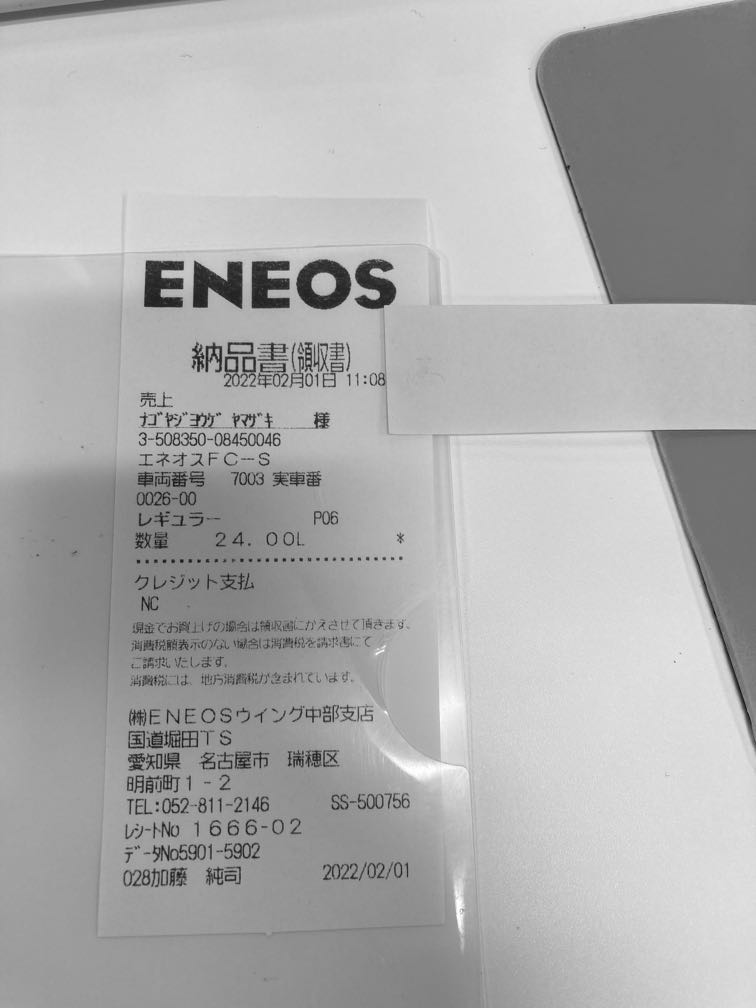 ENEOS
納品書(領収書)
2022年02月01日 11:08
売上
ﾅｺﾞﾔｼﾞﾖｳｹﾞ ﾔﾏｻﾞｷ 様
3-508350-08450046
エネオスFC-S
車両番号 7003 実車番
0026-00
レギュラー P06
数量 24.00L *
クレジット支払
NC
現金でお買上げの場合は領収書にかえさせて頂きます。
消費税額表示のない場合は消費税を請求書にて
ご請求いたします。
消費税には、地方消費税が含まれています。
㈱ENEOSウイング中部支店
国道堀田TS
愛知県 名古屋市 瑞穂区
明前町1-2
TEL:052-811-2146 SS-500756
ﾚｼｰﾄNo 1666-02
ﾃﾞｰﾀNo5901-5902
028加藤 純司 2022/02/01